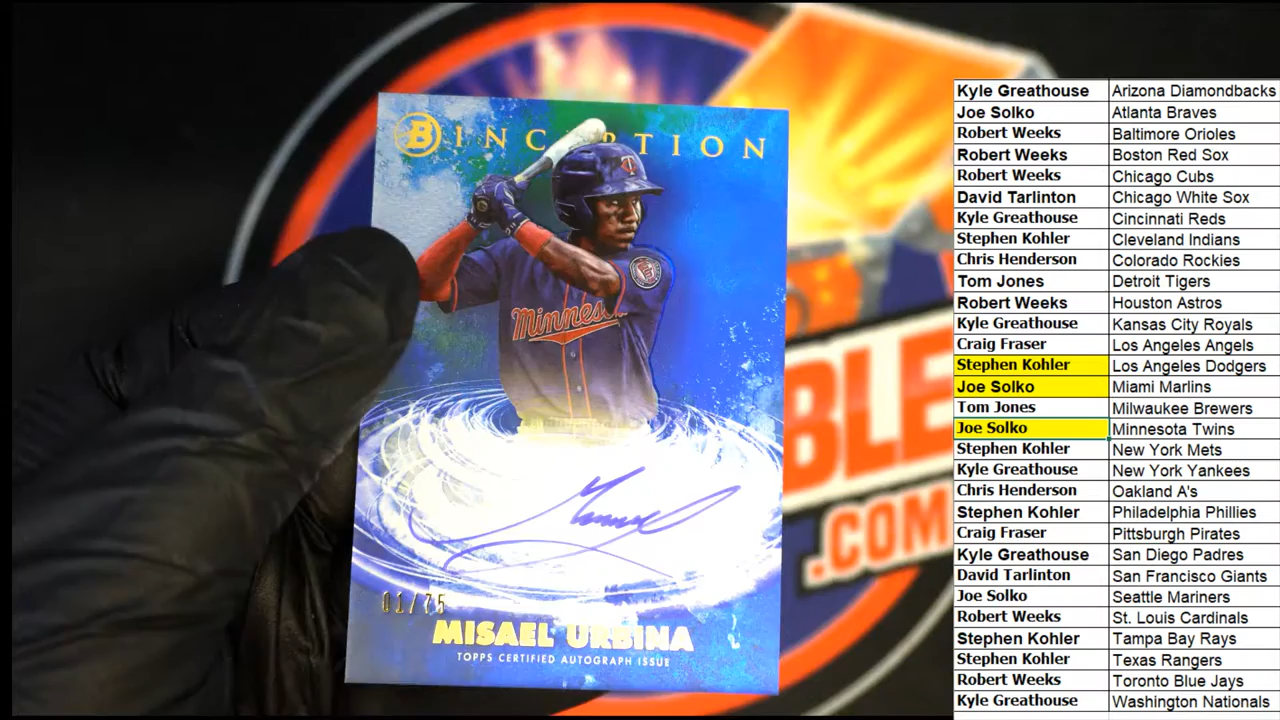 B INCEPTION
T
Minnesota
01/75
MISAEL URBINA
TOPPS CERTIFIED AUTOGRAPH ISSUE
BLE
.COM
Kyle Greathouse Arizona Diamondbacks
Joe Solko Atlanta Braves
Robert Weeks Baltimore Orioles
Robert Weeks Boston Red Sox
Robert Weeks Chicago Cubs
David Tarlinton Chicago White Sox
Kyle Greathouse Cincinnati Reds
Stephen Kohler Cleveland Indians
Chris Henderson Colorado Rockies
Tom Jones Detroit Tigers
Robert Weeks Houston Astros
Kyle Greathouse Kansas City Royals
Craig Fraser Los Angeles Angels
Stephen Kohler Los Angeles Dodgers
Joe Solko Miami Marlins
Tom Jones Milwaukee Brewers
Joe Solko Minnesota Twins
Stephen Kohler New York Mets
Kyle Greathouse New York Yankees
Chris Henderson Oakland A's
Stephen Kohler Philadelphia Phillies
Craig Fraser Pittsburgh Pirates
Kyle Greathouse San Diego Padres
David Tarlinton San Francisco Giants
Joe Solko Seattle Mariners
Robert Weeks St. Louis Cardinals
Stephen Kohler Tampa Bay Rays
Stephen Kohler Texas Rangers
Robert Weeks Toronto Blue Jays
Kyle Greathouse Washington Nationals